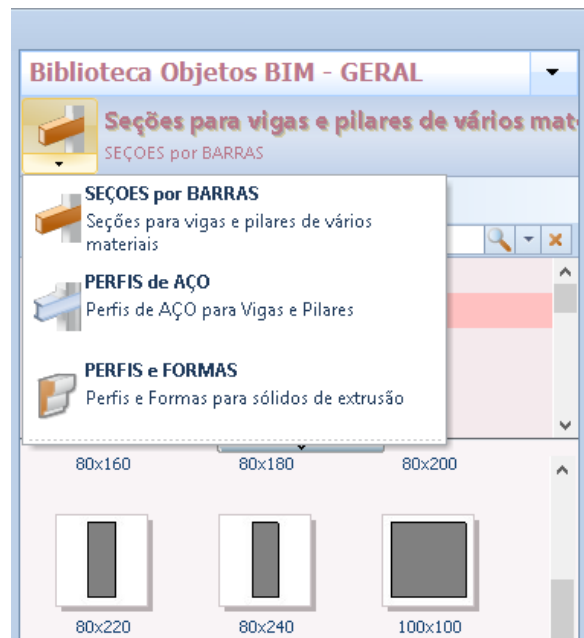 Biblioteca Objetos BIM - GERAL
Seções para vigas e pilares de vários mat
SEÇOES por BARRAS
SEÇOES por BARRAS
Seções para vigas e pilares de vários
materiais
PERFIS de AÇO
Perfis de AÇO para Vigas e Pilares
PERFIS e FORMAS
Perfis e Formas para sólidos de extrusão
80x160 80x180 80x200
80x220 80x240 100x100